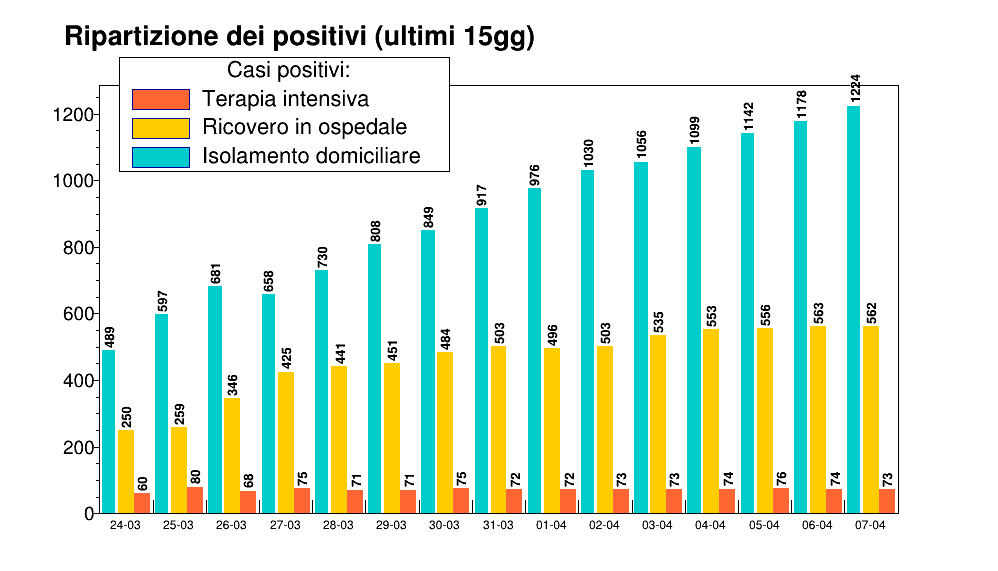 Ripartizione dei positivi (ultimi 15gg)
Casi positivi:
Terapia intensiva
Ricovero in ospedale
Isolamento domiciliare
1200
1000
800
600
400
200
0
489 250 60
597 259 80
681 346 68
658 425 75
730 441 71
808 451 71
849 484 75
917 503 72
976 496 72
1030 503 73
1056 535 73
1099 553 74
1142 556 76
1178 563 74
1224 562 73
24-03 25-03 26-03 27-03 28-03 29-03 30-03 31-03 01-04 02-04 03-04 04-04 05-04 06-04 07-04